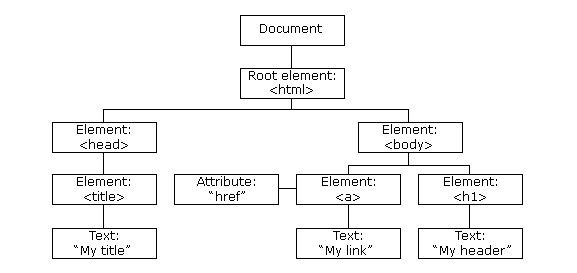 Document
Root element:
<html>
Element:
<head>
Element:
<body>
Element:
<title>
Attribute:
“href”
Element:
<a>
Element:
<h1>
Text:
“My title”
Text:
“My link”
Text:
“My header”